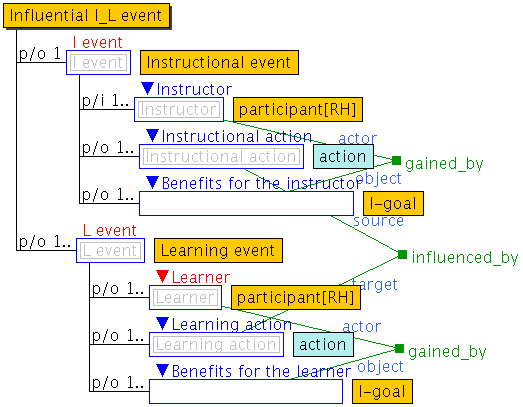 Influential I_L event
I event
p/o 1
I event
Instructional event
▼Instructor
p/i 1..
Instructor
participant[RH]
▼Instructional action
actor
p/o 1..
Instructional action
action
gained_by
▼Benefits for the instructor
object
p/o 1..
I-goal
source
L event
p/o 1..
L event
Learning event
influenced_by
▼Learner
target
p/o 1..
Learner
participant[RH]
▼Learning action
actor
p/o 1..
Learning action
action
gained_by
▼Benefits for the learner
object
p/o 1..
I-goal